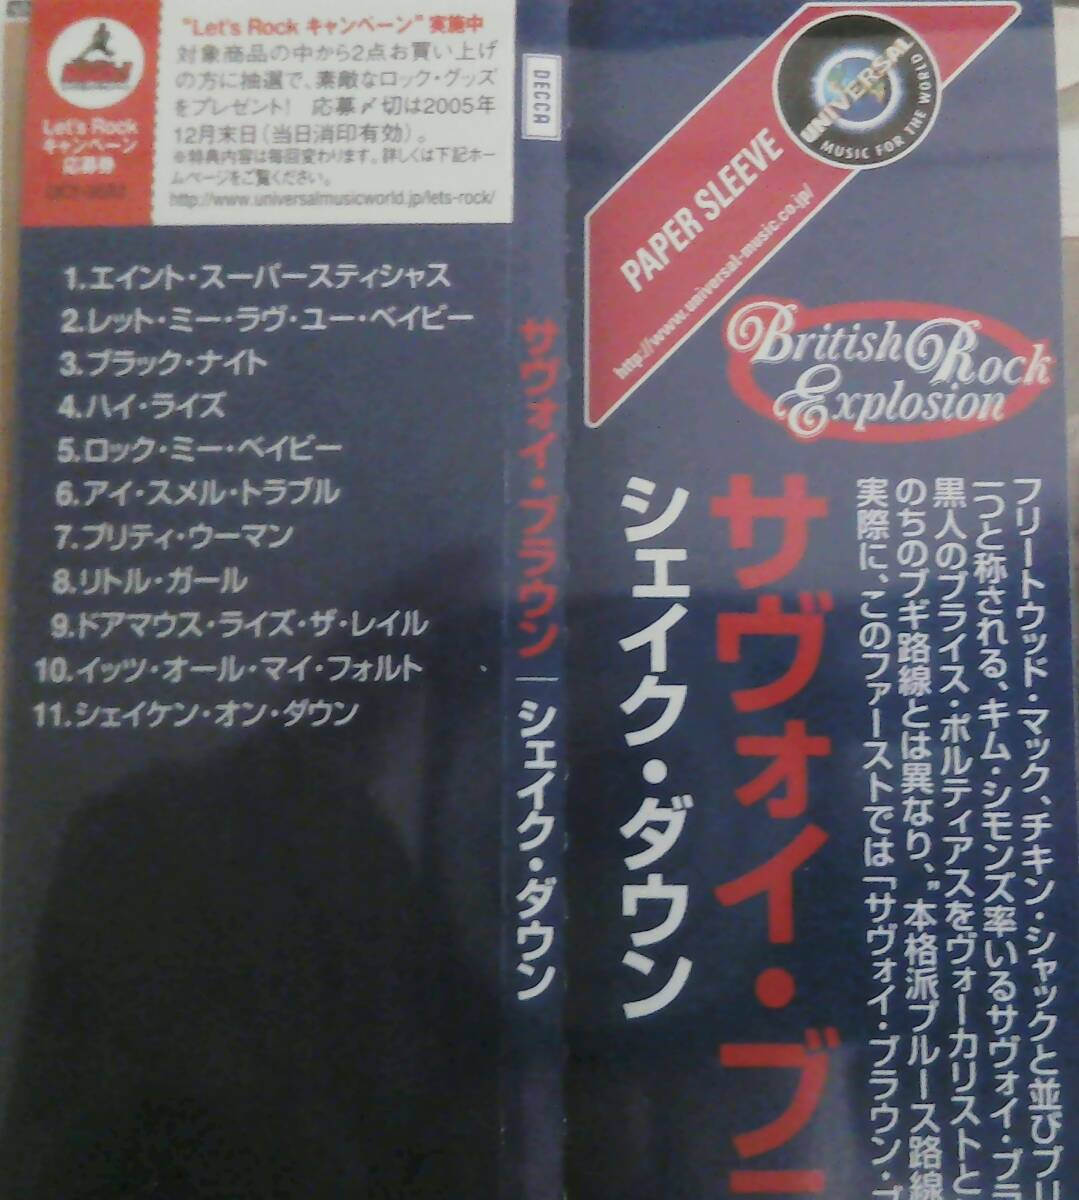 Let's Rock
キャンペーン
応募券
"Let's Rock キャンペーン" 実施中
対象商品の中から2点お買い上げ
の方に抽選で、素敵なロック・グッズ
をプレゼント! 応募〆切は2005年
12月末日(当日消印有効)。
※特典内容は毎回変わります。詳しくは下記ホー
ムページをご覧ください。
http://www.universalmusicworld.jp/lets-rock/
1.エイント・スーパースティシャス
2.レット・ミー・ラヴ・ユー・ベイビー
3.ブラック・ナイト
4.ハイ・ライズ
5.ロック・ミー・ベイビー
6.アイ・スメル・トラブル
7.プリティ・ウーマン
8.リトル・ガール
9.ドアマウス・ライズ・ザ・レイル
10.イッツ・オール・マイ・フォルト
11.シェイケン・オン・ダウン
DECCA
サヴォイ・ブラウン|シェイク・ダウン
UNIVERSAL
MUSIC FOR THE WORLD
PAPER SLEEVE
http://www.universal-music.co.jp/
British Rock
Explosion
サヴォイ・ブ
シェイク・ダウン
フリートウッド・マック、チキン・シャックと並びブリ
一つと称される、キム・シモンズ率いるサヴォイ・ブラ
黒人のブライス・ポルティアスをヴォーカリストと
のちのブギ路線とは異なり、"本格派ブルース路線
実際に、このファーストでは「サヴォイ・ブラウン・ブ